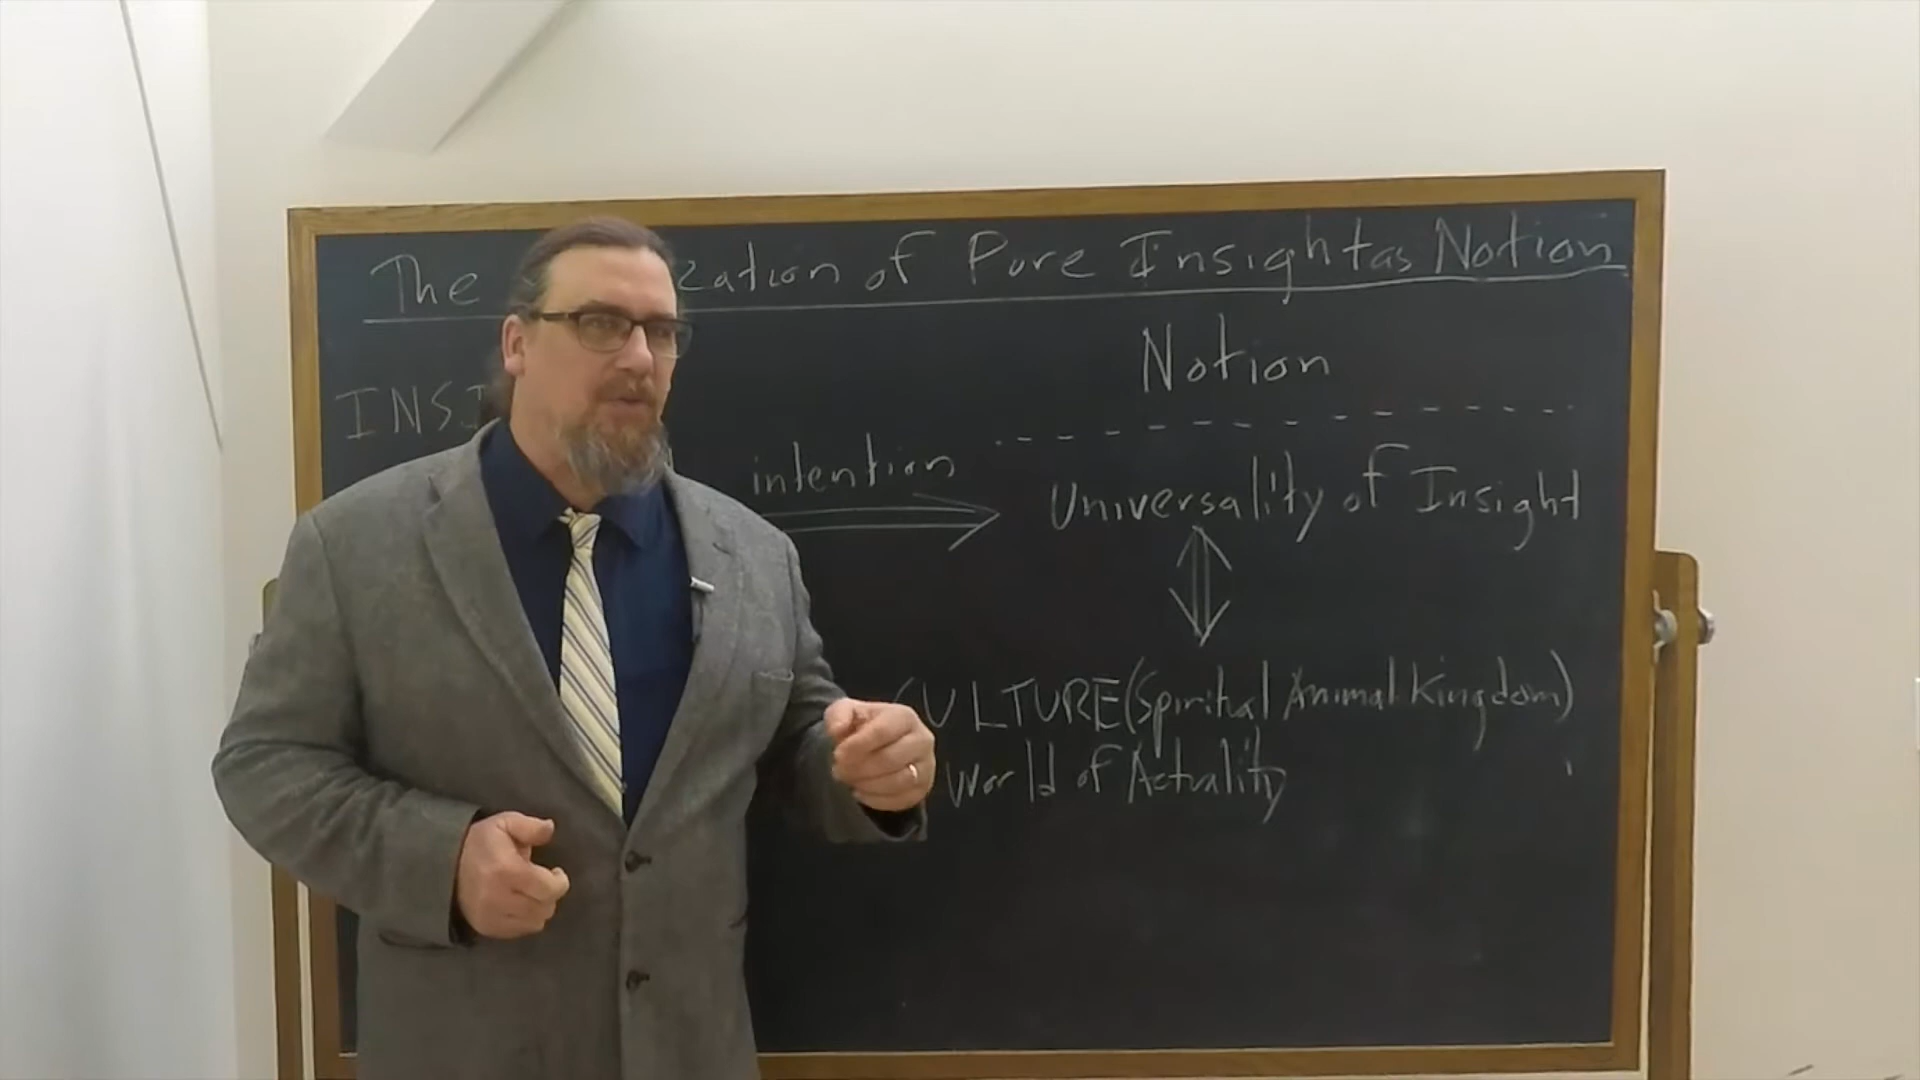 The zation of Pure Insight as Notion
Notion
INSI
intention
Universality of Insight
CULTURE (Spiritual Animal Kingdom)
World of Actuality